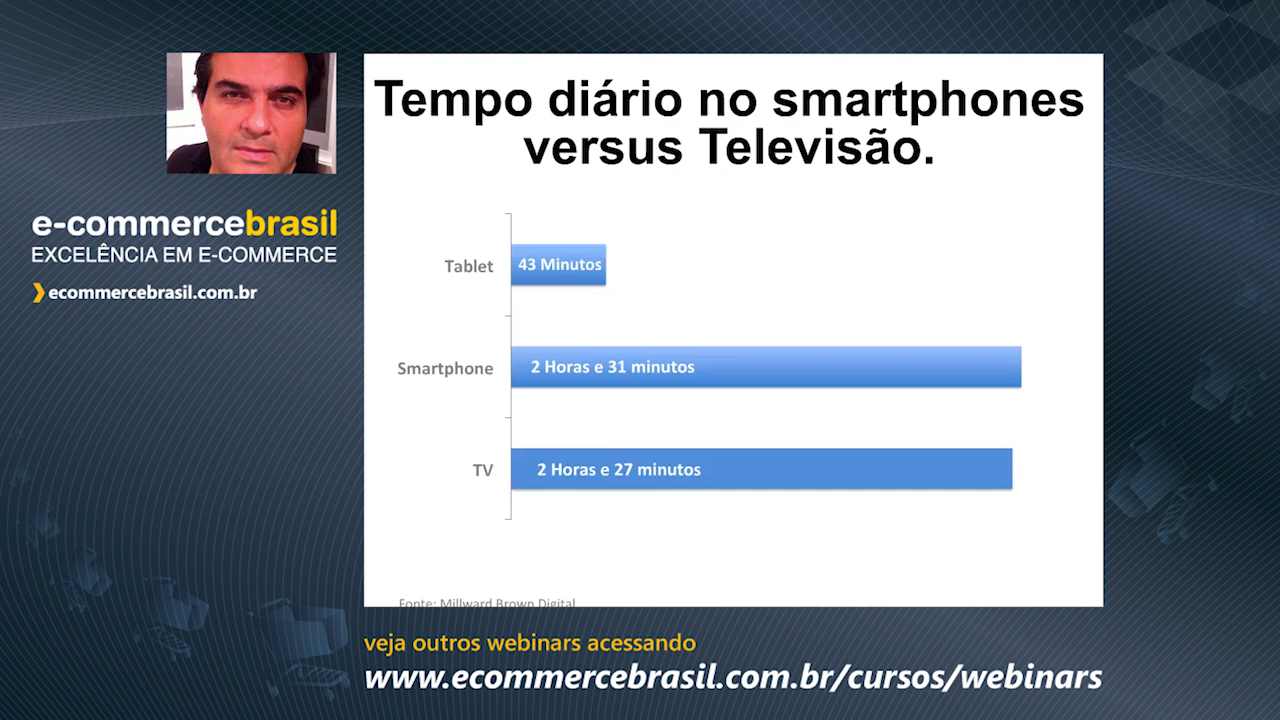 Tempo diário no smartphones
versus Televisão.
e-commercebrasil
EXCELÊNCIA EM E-COMMERCE
ecommercebrasil.com.br
Tablet
43 Minutos
Smartphone
2 Horas e 31 minutos
TV
2 Horas e 27 minutos
Fonte: Millward Brown Digital
veja outros webinars acessando
www.ecommercebrasil.com.br/cursos/webinars